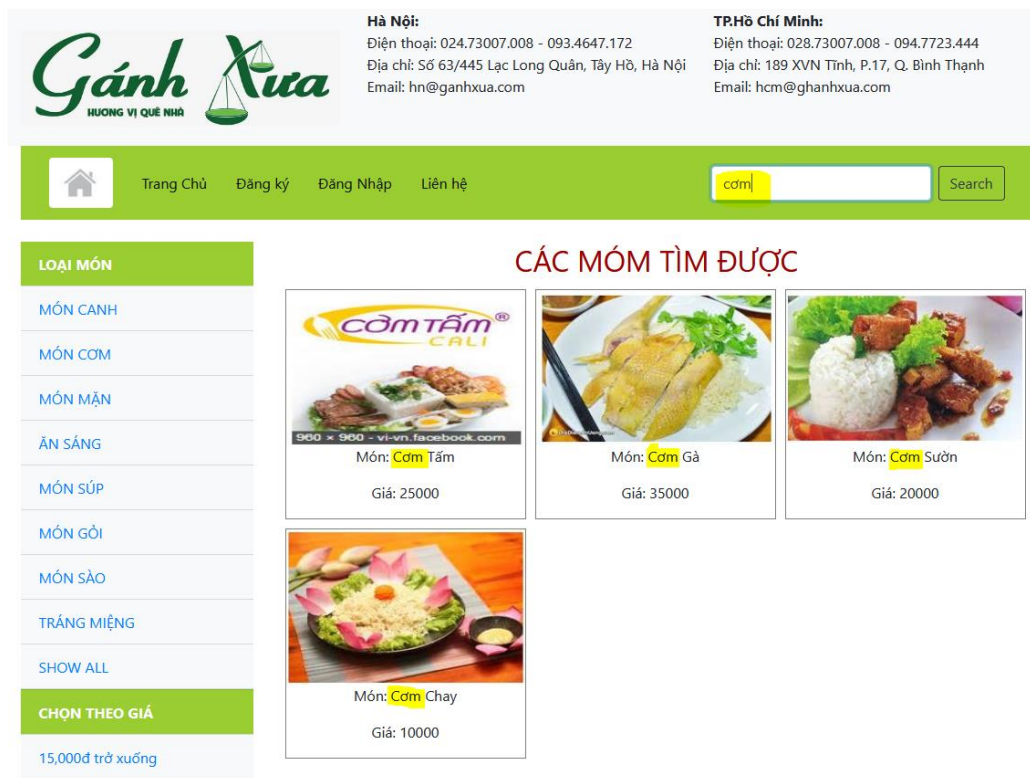 Gánh Xưa
HƯƠNG VỊ QUÊ NHÀ
Hà Nội:
Điện thoại: 024.73007.008 - 093.4647.172
Địa chỉ: Số 63/445 Lạc Long Quân, Tây Hồ, Hà Nội
Email: hn@ganhxua.com
TP.Hồ Chí Minh:
Điện thoại: 028.73007.008 - 094.7723.444
Địa chỉ: 189 XVN Tĩnh, P.17, Q. Bình Thạnh
Email: hcm@ghanhxua.com
Trang Chủ Đăng ký Đăng Nhập Liên hệ
cơm
Search
LOẠI MÓN
MÓN CANH
MÓN CƠM
MÓN MẶN
ĂN SÁNG
MÓN SÚP
MÓN GỎI
MÓN SÀO
TRÁNG MIỆNG
SHOW ALL
CHỌN THEO GIÁ
15,000đ trở xuống
CÁC MÓM TÌM ĐƯỢC
CƠM TẤM®
CALI
960 × 960 - vi-vn.facebook.com
Món: Cơm Tấm
Giá: 25000
Món: Cơm Gà
Giá: 35000
Món: Cơm Sườn
Giá: 20000
Món: Cơm Chay
Giá: 10000